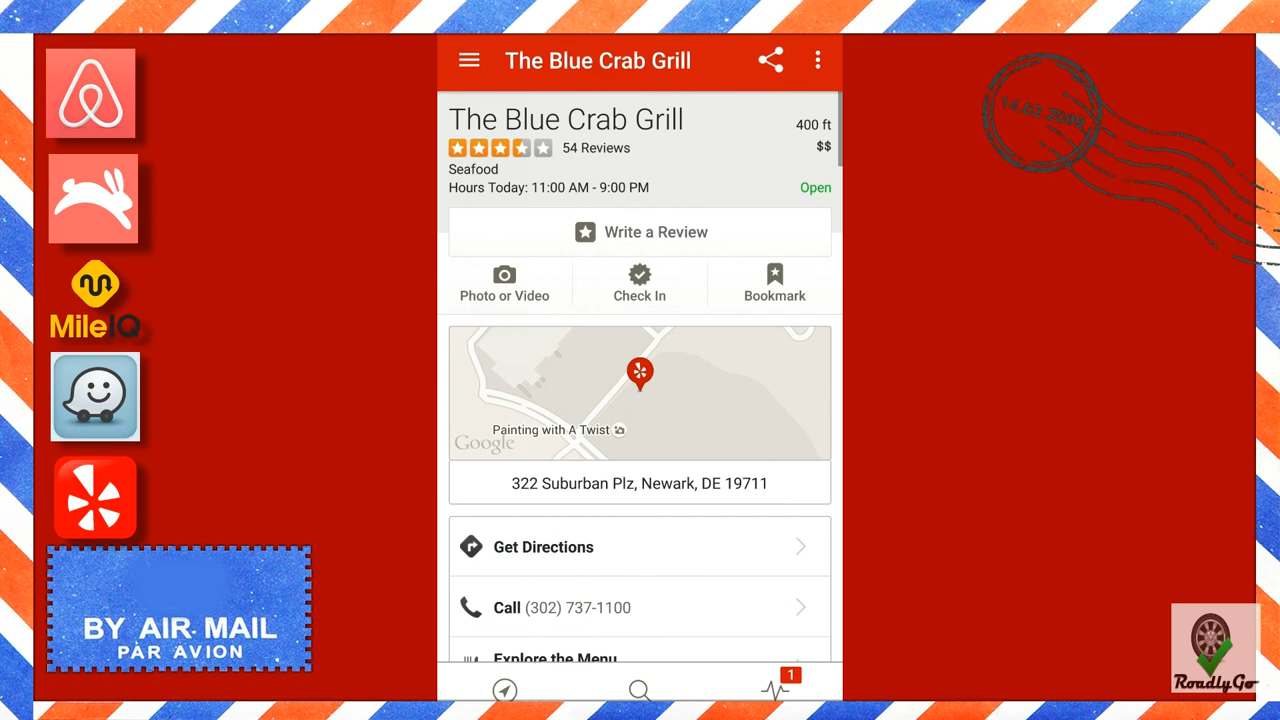 The Blue Crab Grill
The Blue Crab Grill
400 ft
54 Reviews
$$
Seafood
Hours Today: 11:00 AM - 9:00 PM
Open
Write a Review
Photo or Video
Check In
Bookmark
Painting with A Twist
Google
322 Suburban Plz, Newark, DE 19711
Get Directions
Call (302) 737-1100
Explore the Menu
1
MileIQ
BY AIR MAIL
PAR AVION
RoadlyGo